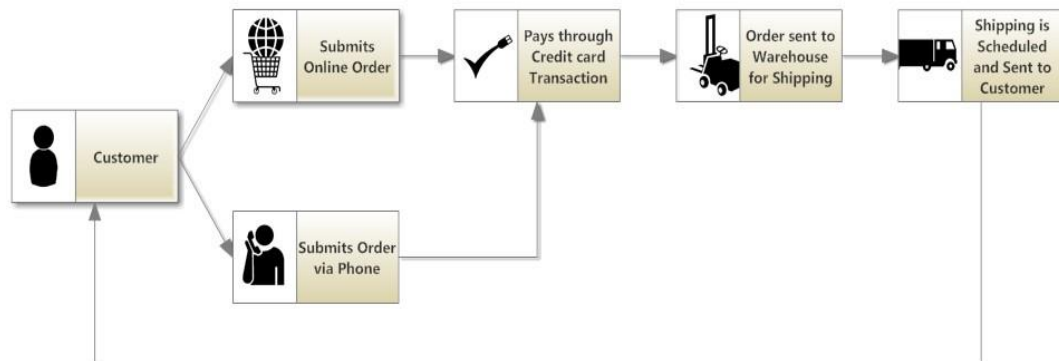 Submits
Online Order
Pays through
Credit card
Transaction
Order sent to
Warehouse
for Shipping
Shipping is
Scheduled
and Sent to
Customer
Customer
Submits Order
via Phone